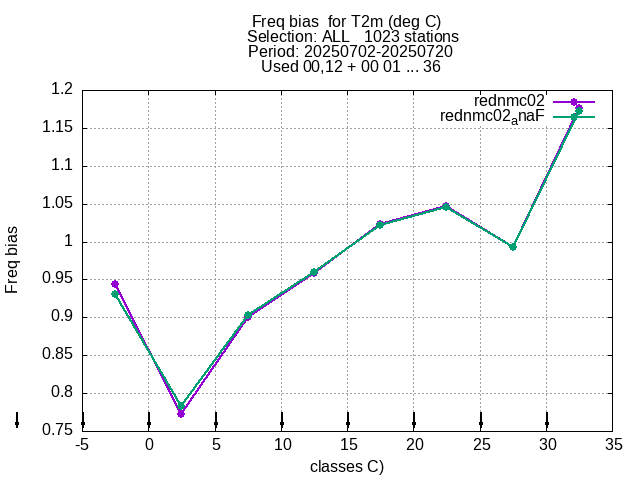 Freq bias  for T2m (deg C)
Selection: ALL   1023 stations
Period: 20250702-20250720
Used 00,12 + 00 01 ... 36
rednmc02
rednmc02anaF
1.2
1.15
1.1
1.05
1
0.95
0.9
0.85
0.8
0.75
Freq bias
-5 0 5 10 15 20 25 30 35
classes C)